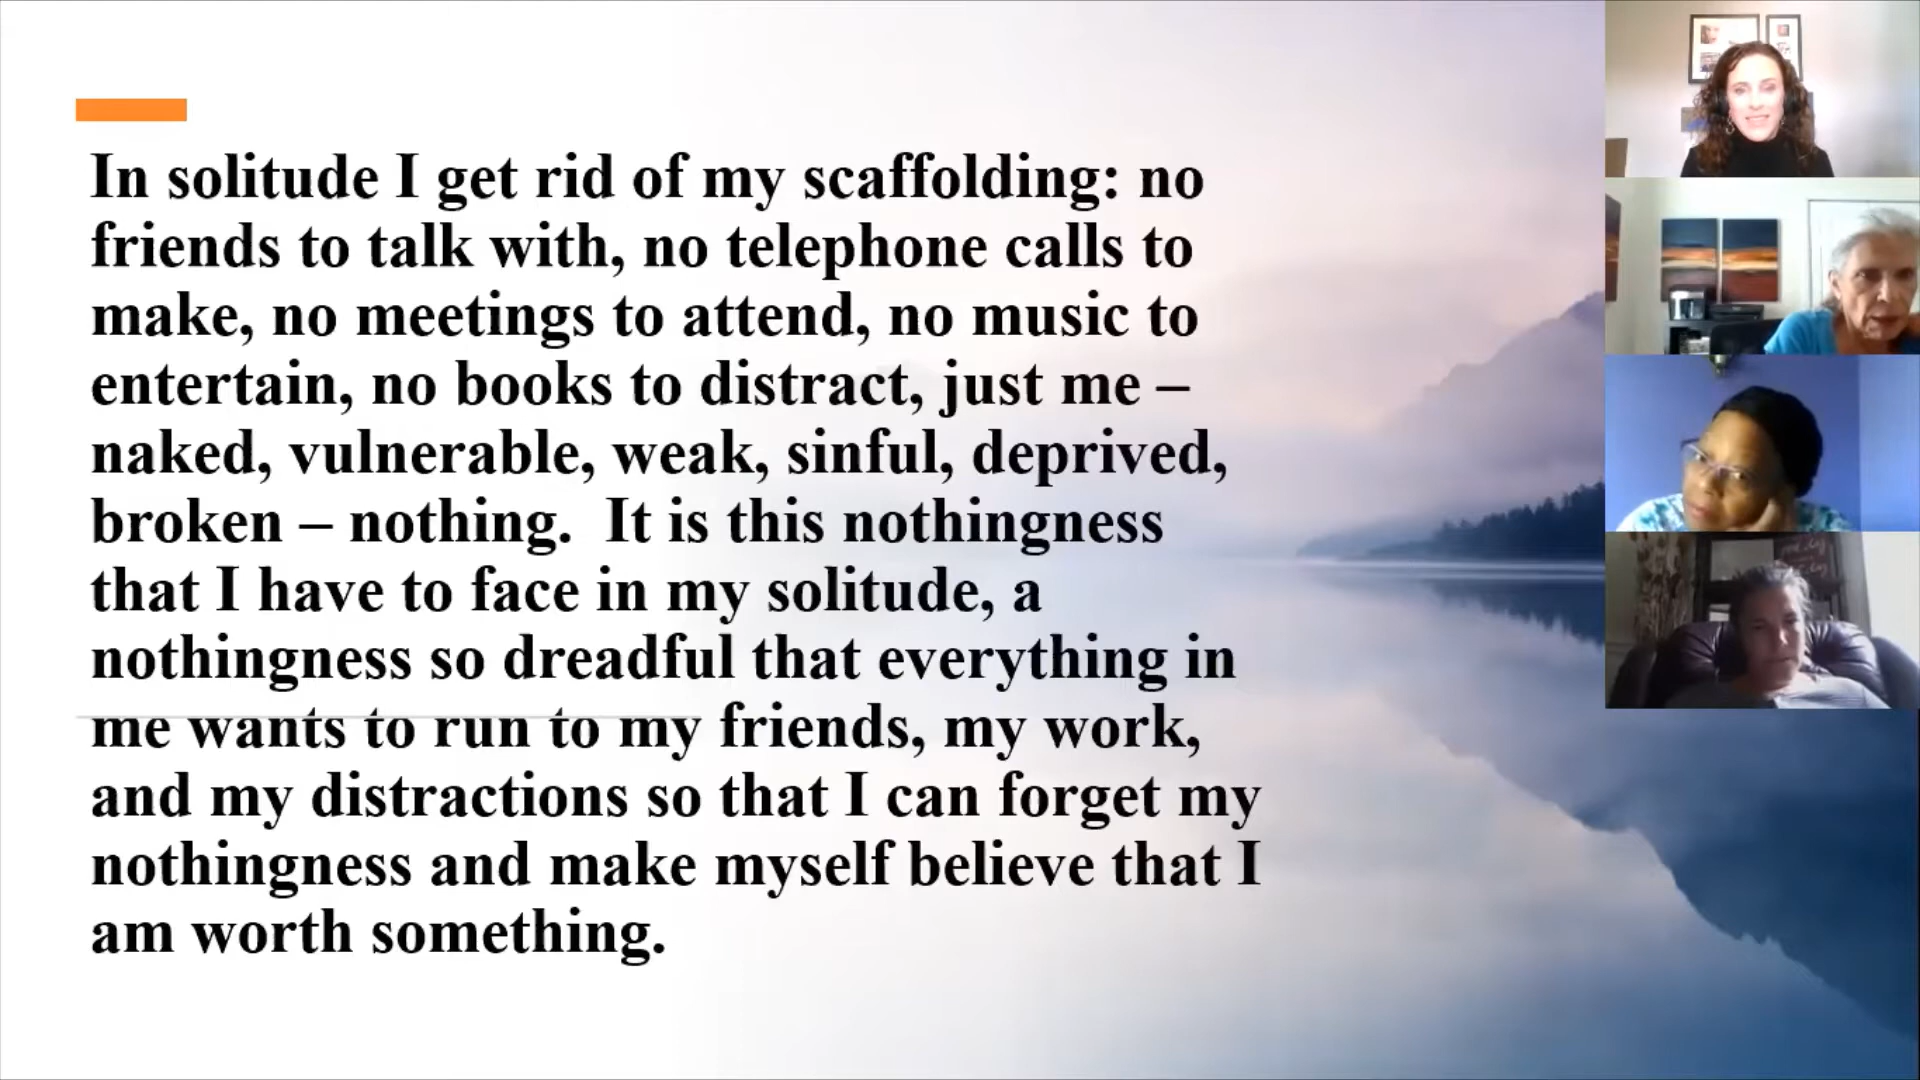 In solitude I get rid of my scaffolding: no
friends to talk with, no telephone calls to
make, no meetings to attend, no music to
entertain, no books to distract, just me –
naked, vulnerable, weak, sinful, deprived,
broken – nothing.  It is this nothingness
that I have to face in my solitude, a
nothingness so dreadful that everything in
me wants to run to my friends, my work,
and my distractions so that I can forget my
nothingness and make myself believe that I
am worth something.